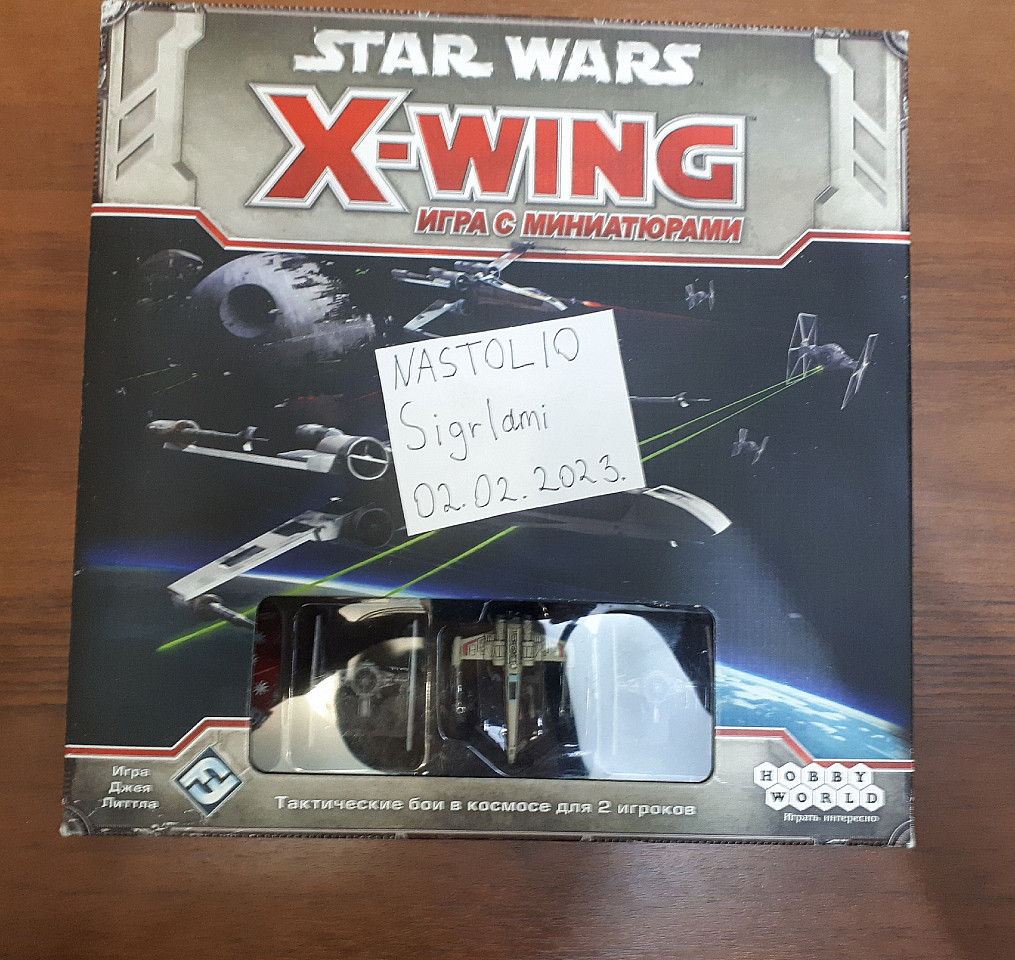 STAR WARS
X-WING
ИГРА С МИНИАТЮРАМИ
NASTOLIO
Sigrlami
02.02.2023.
Игра
Джея
Литтла
Тактические бои в космосе для 2 игроков
HOBBY
WORLD
Играть интересно